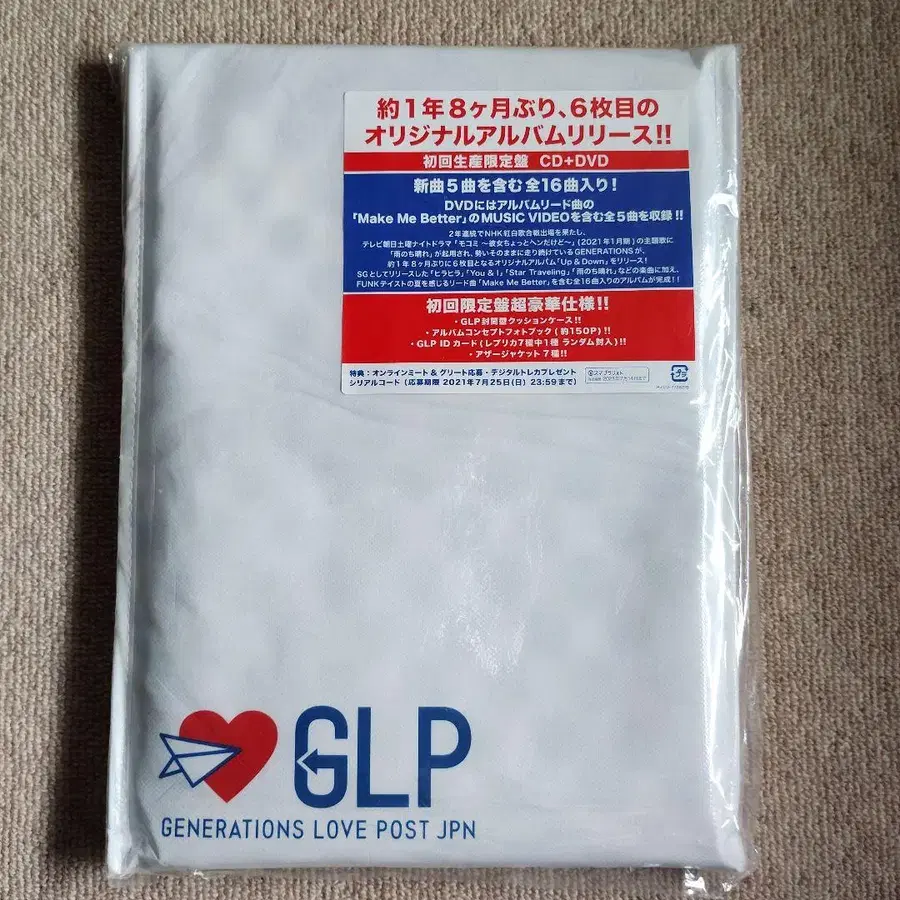 約1年8ヶ月ぶり、6枚目の
オリジナルアルバムリリース!!
初回生産限定盤 CD+DVD
新曲5曲を含む全16曲入り!
DVDにはアルバムリード曲の
「Make Me Better」のMUSIC VIDEOを含む全5曲を収録!!
2年連続でNHK紅白歌合戦出場を果たし、
テレビ朝日土曜ナイトドラマ「モコミ ～彼女ちょっとヘンだけど～」(2021年1月期)の主題歌に
「雨のち晴れ」が起用され、勢いそのままに走り続けているGENERATIONSが、
約1年8ヶ月ぶりに6枚目となるオリジナルアルバム「Up & Down」をリリース!
SGとしてリリースした「ヒラヒラ」「You & I」「Star Traveling」「雨のち晴れ」などの楽曲に加え、
FUNKテイストの夏を感じるリード曲「Make Me Better」を含む全16曲入りのアルバムが完成!!
初回限定盤超豪華仕様!!
・GLP封筒型クッションケース!!
・アルバムコンセプトフォトブック(約150P)!!
・GLP IDカード(レプリカ7種中1種 ランダム封入)!!
・アザージャケット7種!!
特典:オンラインミート&グリート応募・デジタルトレカプレゼント
シリアルコード(応募期限 2021年7月25日(日) 23:59まで)
スマプラ
プラ
GLP
GENERATIONS LOVE POST JPN